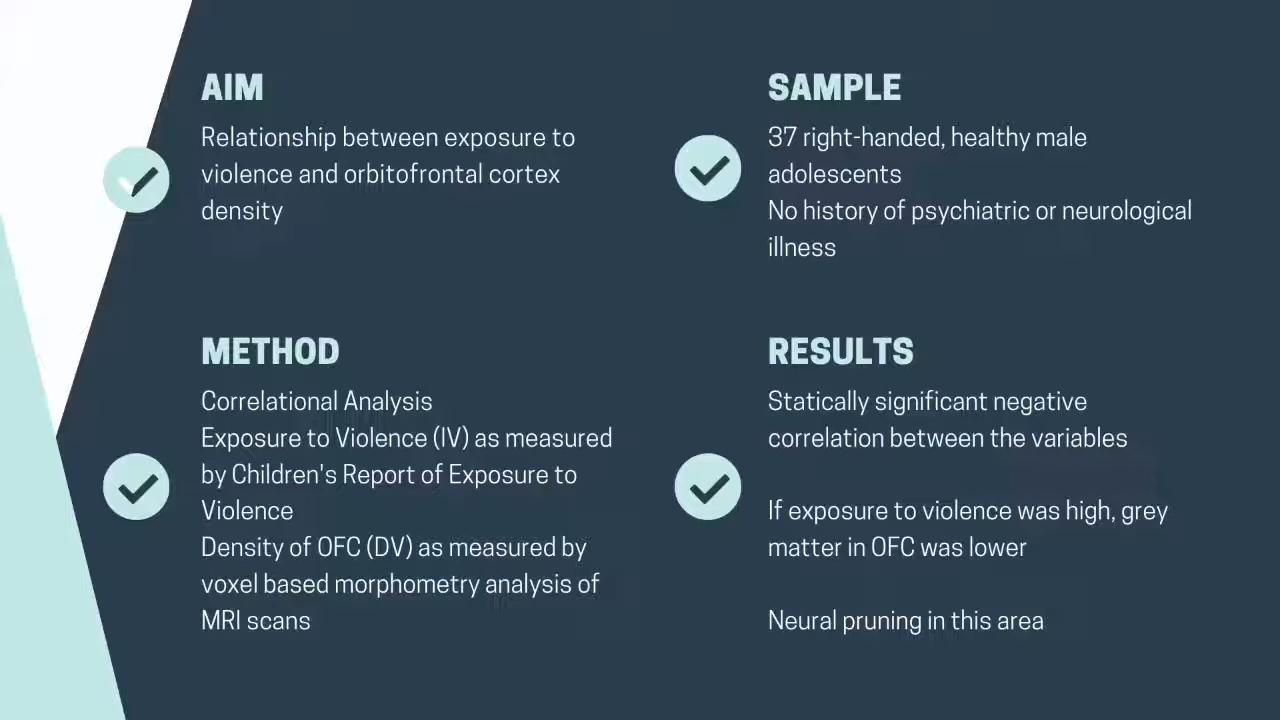 AIM
Relationship between exposure to
violence and orbitofrontal cortex
density
SAMPLE
37 right-handed, healthy male
adolescents
No history of psychiatric or neurological
illness
METHOD
Correlational Analysis
Exposure to Violence (IV) as measured
by Children's Report of Exposure to
Violence
Density of OFC (DV) as measured by
voxel based morphometry analysis of
MRI scans
RESULTS
Statically significant negative
correlation between the variables
If exposure to violence was high, grey
matter in OFC was lower
Neural pruning in this area